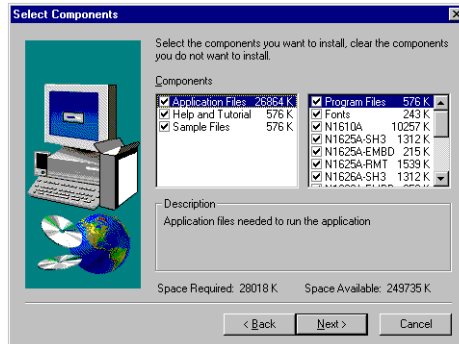 Select Components
Select the components you want to install, clear the components
you do not want to install.
Components
Application Files 26864 K
Help and Tutorial 576 K
Sample Files 576 K
Program Files 576 K
Fonts 243 K
N1610A 10257 K
N1625A-SH3 1312 K
N1625A-EMBD 215 K
N1625A-RMT 1539 K
N1626A-SH3 1312 K
Description
Application files needed to run the application
Space Required: 28018 K Space Available: 249735 K
< Back
Next >
Cancel